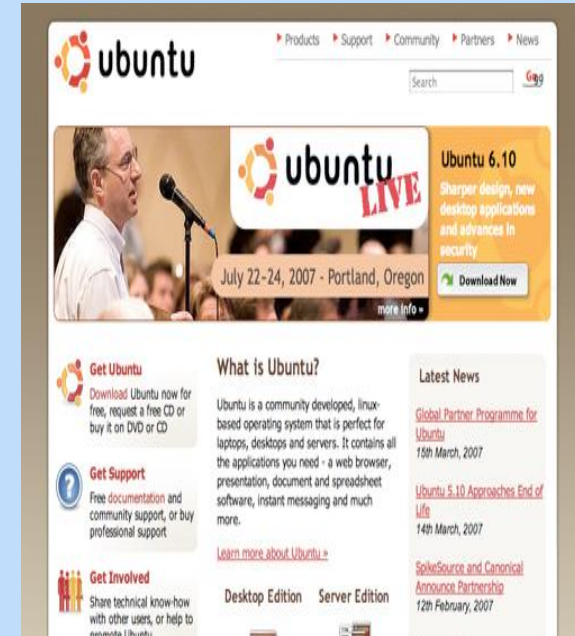 ubuntu
Products Support Community Partners News
Search
ubuntu
LIVE
July 22-24, 2007 - Portland, Oregon
more info »
Ubuntu 6.10
Sharper design, new
desktop applications
and advances in
security
Download Now
Get Ubuntu
Download Ubuntu now for
free, request a free CD or
buy it on DVD or CD
Get Support
Free documentation and
community support, or buy
professional support
Get Involved
Share technical know-how
with other users, or help to
promote Ubuntu
What is Ubuntu?
Ubuntu is a community developed, linux-
based operating system that is perfect for
laptops, desktops and servers. It contains all
the applications you need - a web browser,
presentation, document and spreadsheet
software, instant messaging and much
more.
Learn more about Ubuntu »
Desktop Edition Server Edition
Latest News
Global Partner Programme for
Ubuntu
15th March, 2007
Ubuntu 5.10 Approaches End of
Life
14th March, 2007
SpikeSource and Canonical
Announce Partnership
12th February, 2007